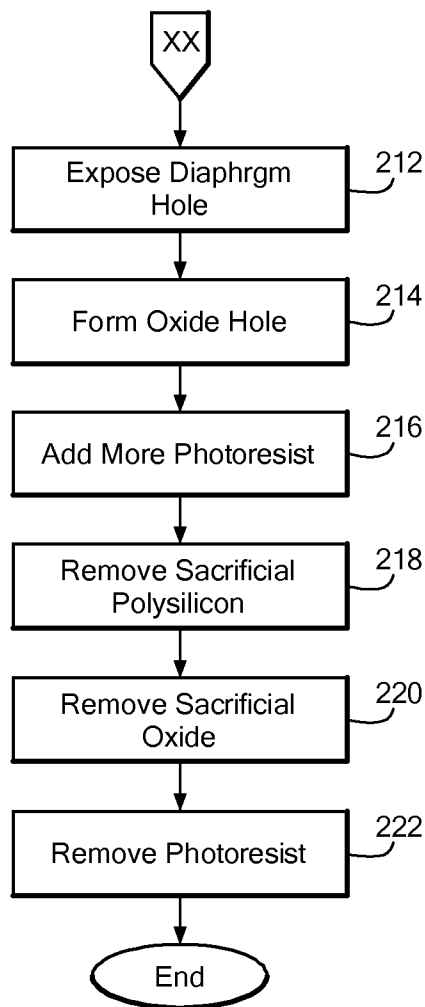 XX
Expose Diaphrgm
Hole
212
Form Oxide Hole
214
Add More Photoresist
216
Remove Sacrificial
Polysilicon
218
Remove Sacrificial
Oxide
220
Remove Photoresist
222
End